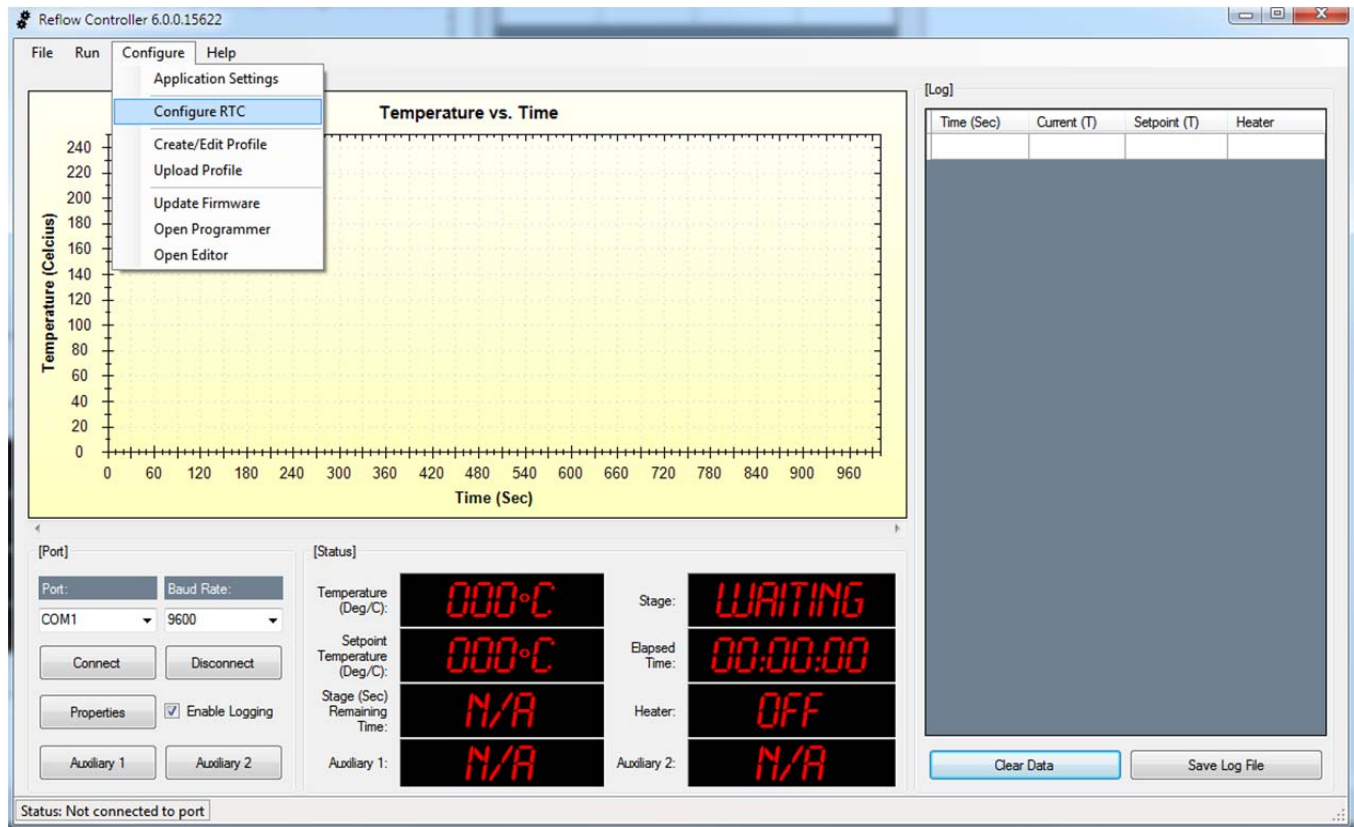 Reflow Controller 6.0.0.15622
File Run Configure Help
Application Settings
Configure RTC
Create/Edit Profile
Upload Profile
Update Firmware
Open Programmer
Open Editor
Temperature vs. Time
Temperature (Celcius)
240
220
200
180
160
140
120
100
80
60
40
20
0
0 60 120 180 240 300 360 420 480 540 600 660 720 780 840 900 960
Time (Sec)
[Log]
Time (Sec) Current (T) Setpoint (T) Heater
[Port]
Port: Baud Rate:
COM1 9600
Connect Disconnect
Properties Enable Logging
Auxiliary 1 Auxiliary 2
[Status]
Temperature
(Deg/C):
000°C
Stage:
WAITING
Setpoint
Temperature
(Deg/C):
000°C
Elapsed
Time:
00:00:00
Stage (Sec)
Remaining
Time:
N/A
Heater:
OFF
Auxiliary 1:
N/A
Auxiliary 2:
N/A
Clear Data Save Log File
Status: Not connected to port